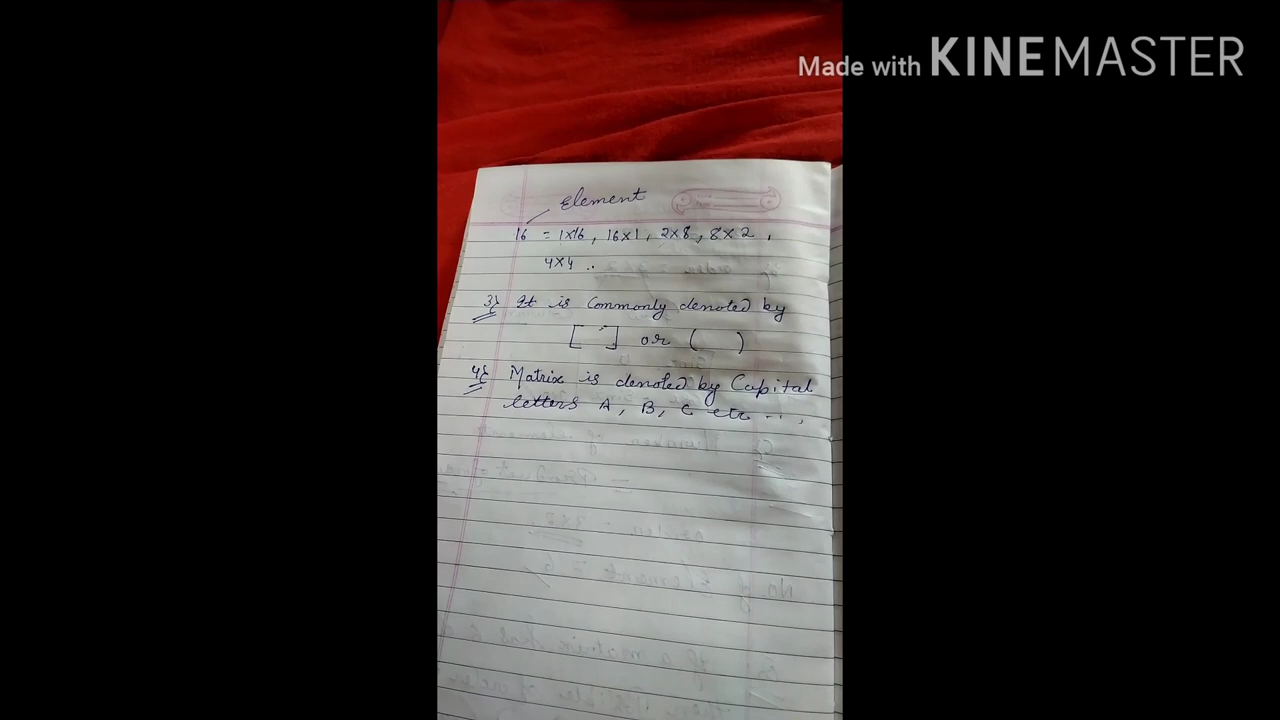 Made with KINEMASTER
Element
16 = 1×16, 16×1, 2×8, 8×2,
4×4 ..
3} It is Commonly denoted by
[ ] or ( )
4} Matrix is denoted by Capital
letters A, B, C etc ...,